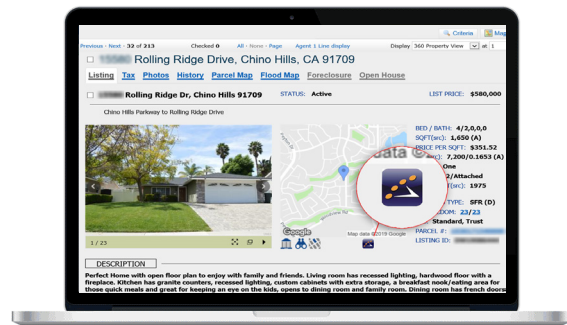 Criteria Map
Previous · Next · 32 of 213 Checked 0 All · None · Page Agent 1 Line display Display 360 Property View at 1
Rolling Ridge Drive, Chino Hills, CA 91709
Listing Tax Photos History Parcel Map Flood Map Foreclosure Open House
Rolling Ridge Dr, Chino Hills 91709 STATUS: Active LIST PRICE: $580,000
Chino Hills Parkway to Rolling Ridge Drive
BED / BATH: 4/2,0,0,0
SQFT(src): 1,650 (A)
PRICE PER SQFT: $351.52
7,200/0.1653 (A)
One
2/Attached
(src): 1975
TYPE: SFR (D)
23/23
Standard, Trust
PARCEL #:
LISTING ID:
data ©
Google
Map data ©2019 Google
1 / 23
DESCRIPTION
Perfect Home with open floor plan to enjoy with family and friends. Living room has recessed lighting, hardwood floor with a
fireplace. Kitchen has granite counters, recessed lighting, custom cabinets with extra storage, a breakfast nook/eating area for
those quick meals and great for keeping an eye on the kids, opens to dining room and family room. Dining room has french doors